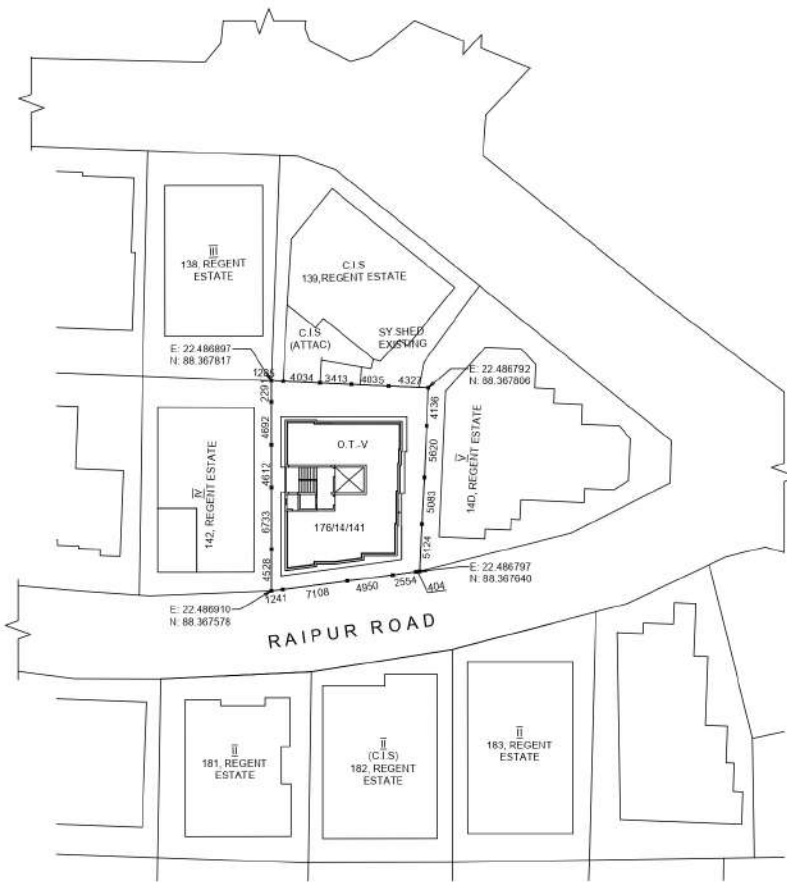 III
138, REGENT
ESTATE
C.I.S
139,REGENT ESTATE
C.I.S
(ATTAC)
SY.SHED
EXISTING
E: 22.486897
N: 88.367817
1285
4034
3413
4035
4327
E: 22.486792
N: 88.367806
2291
4692
4612
6733
4528
4136
5620
5083
5124
O.T.-V
176/14/141
IV
142, REGENT ESTATE
V
14D, REGENT ESTATE
E: 22.486910
N: 88.367578
1241
7108
4950
2554
404
E: 22.486797
N: 88.367640
RAIPUR ROAD
II
181, REGENT
ESTATE
II
(C.I.S)
182, REGENT
ESTATE
II
183, REGENT
ESTATE